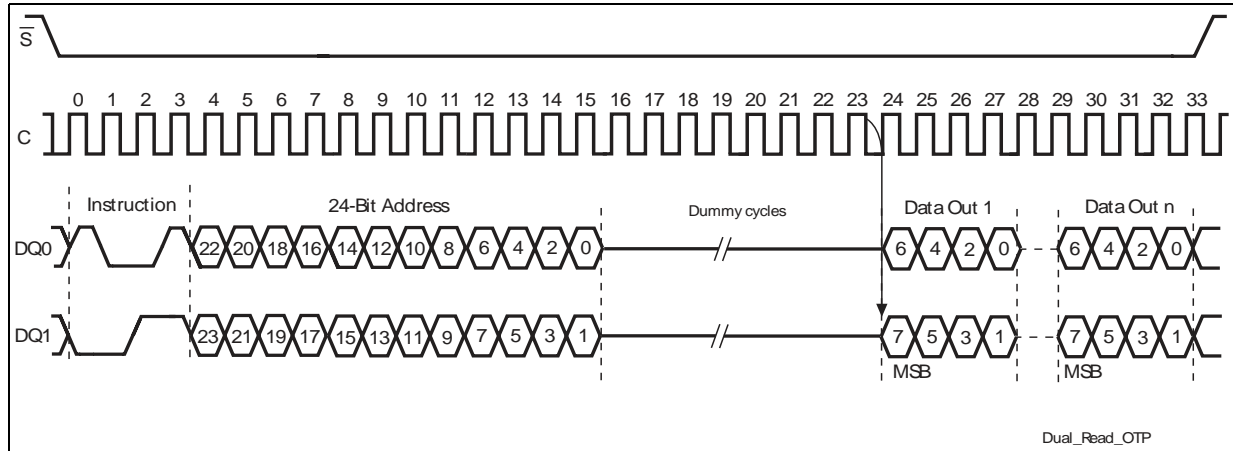 S
0 1 2 3 4 5 6 7 8 9 10 11 12 13 14 15 16 17 18 19 20 21 22 23 24 25 26 27 28 29 30 31 32 33
C
Instruction 24-Bit Address Dummy cycles Data Out 1 Data Out n
DQ0 22 20 18 16 14 12 10 8 6 4 2 0 6 4 2 0 6 4 2 0
DQ1 23 21 19 17 15 13 11 9 7 5 3 1 7 5 3 1 7 5 3 1
MSB MSB
Dual_Read_OTP